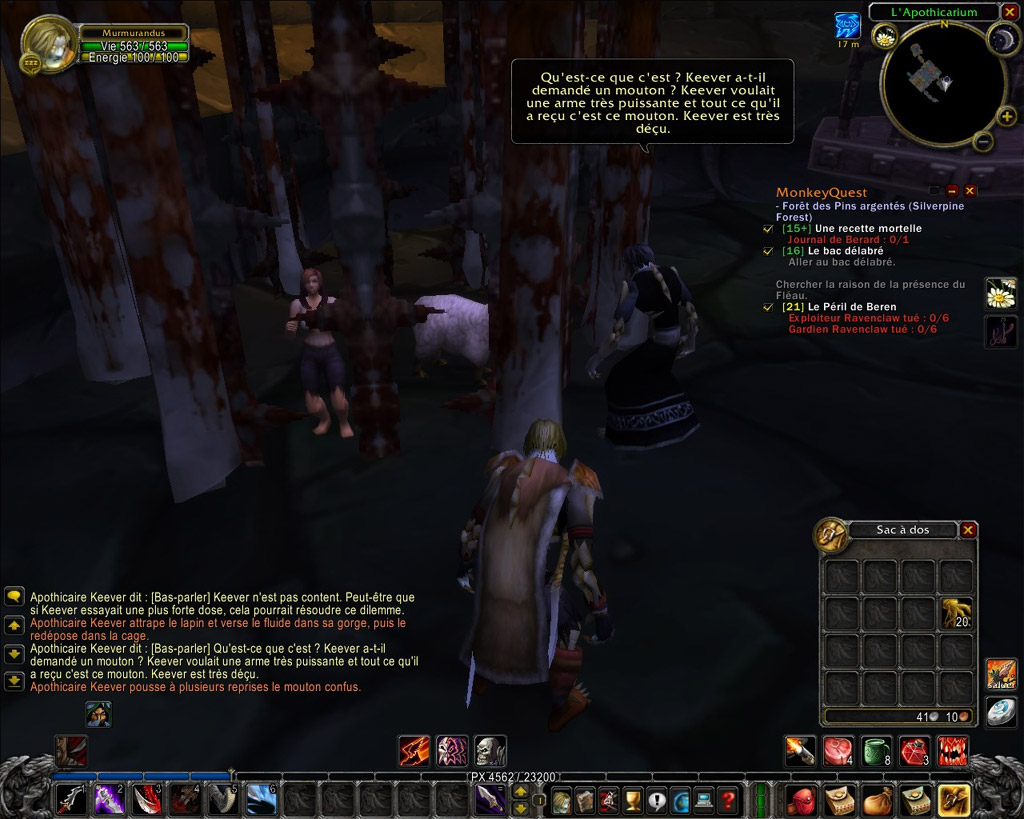 Murmurandus
Vie 563 / 563
Energie 100 / 100
zzz
17 m
L'Apothicarium
N
Qu'est-ce que c'est ? Keever a-t-il
demandé un mouton ? Keever voulait
une arme très puissante et tout ce qu'il
a reçu c'est ce mouton. Keever est très
déçu.
MonkeyQuest
- Forêt des Pins argentés (Silverpine
Forest)
[15+] Une recette mortelle
Journal de Berard : 0/1
[16] Le bac délabré
Aller au bac délabré.
Chercher la raison de la présence du
Fléau.
[21] Le Péril de Beren
Exploiteur Ravenclaw tué : 0/6
Gardien Ravenclaw tué : 0/6
Sac à dos
20
41 10
Apothicaire Keever dit : [Bas-parler] Keever n'est pas content. Peut-être que
si Keever essayait une plus forte dose, cela pourrait résoudre ce dilemme.
Apothicaire Keever attrape le lapin et verse le fluide dans sa gorge, puis le
redépose dans la cage.
Apothicaire Keever dit : [Bas-parler] Qu'est-ce que c'est ? Keever a-t-il
demandé un mouton ? Keever voulait une arme très puissante et tout ce qu'il
a reçu c'est ce mouton. Keever est très déçu.
Apothicaire Keever pousse à plusieurs reprises le mouton confus.
4 8 3
PX 4562 / 23200
2 3 4 5 6 = 1